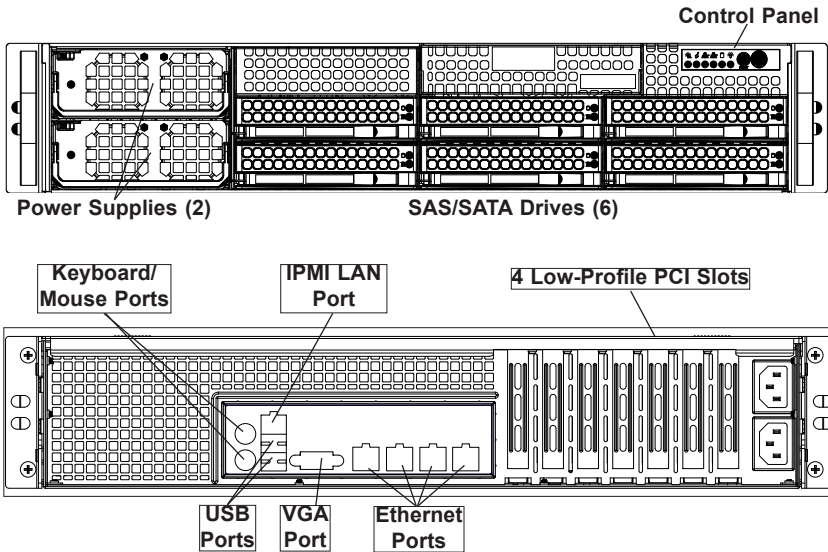 Control Panel
Power Supplies (2)
SAS/SATA Drives (6)
Keyboard/
Mouse Ports
IPMI LAN
Port
4 Low-Profile PCI Slots
USB
Ports
VGA
Port
Ethernet
Ports